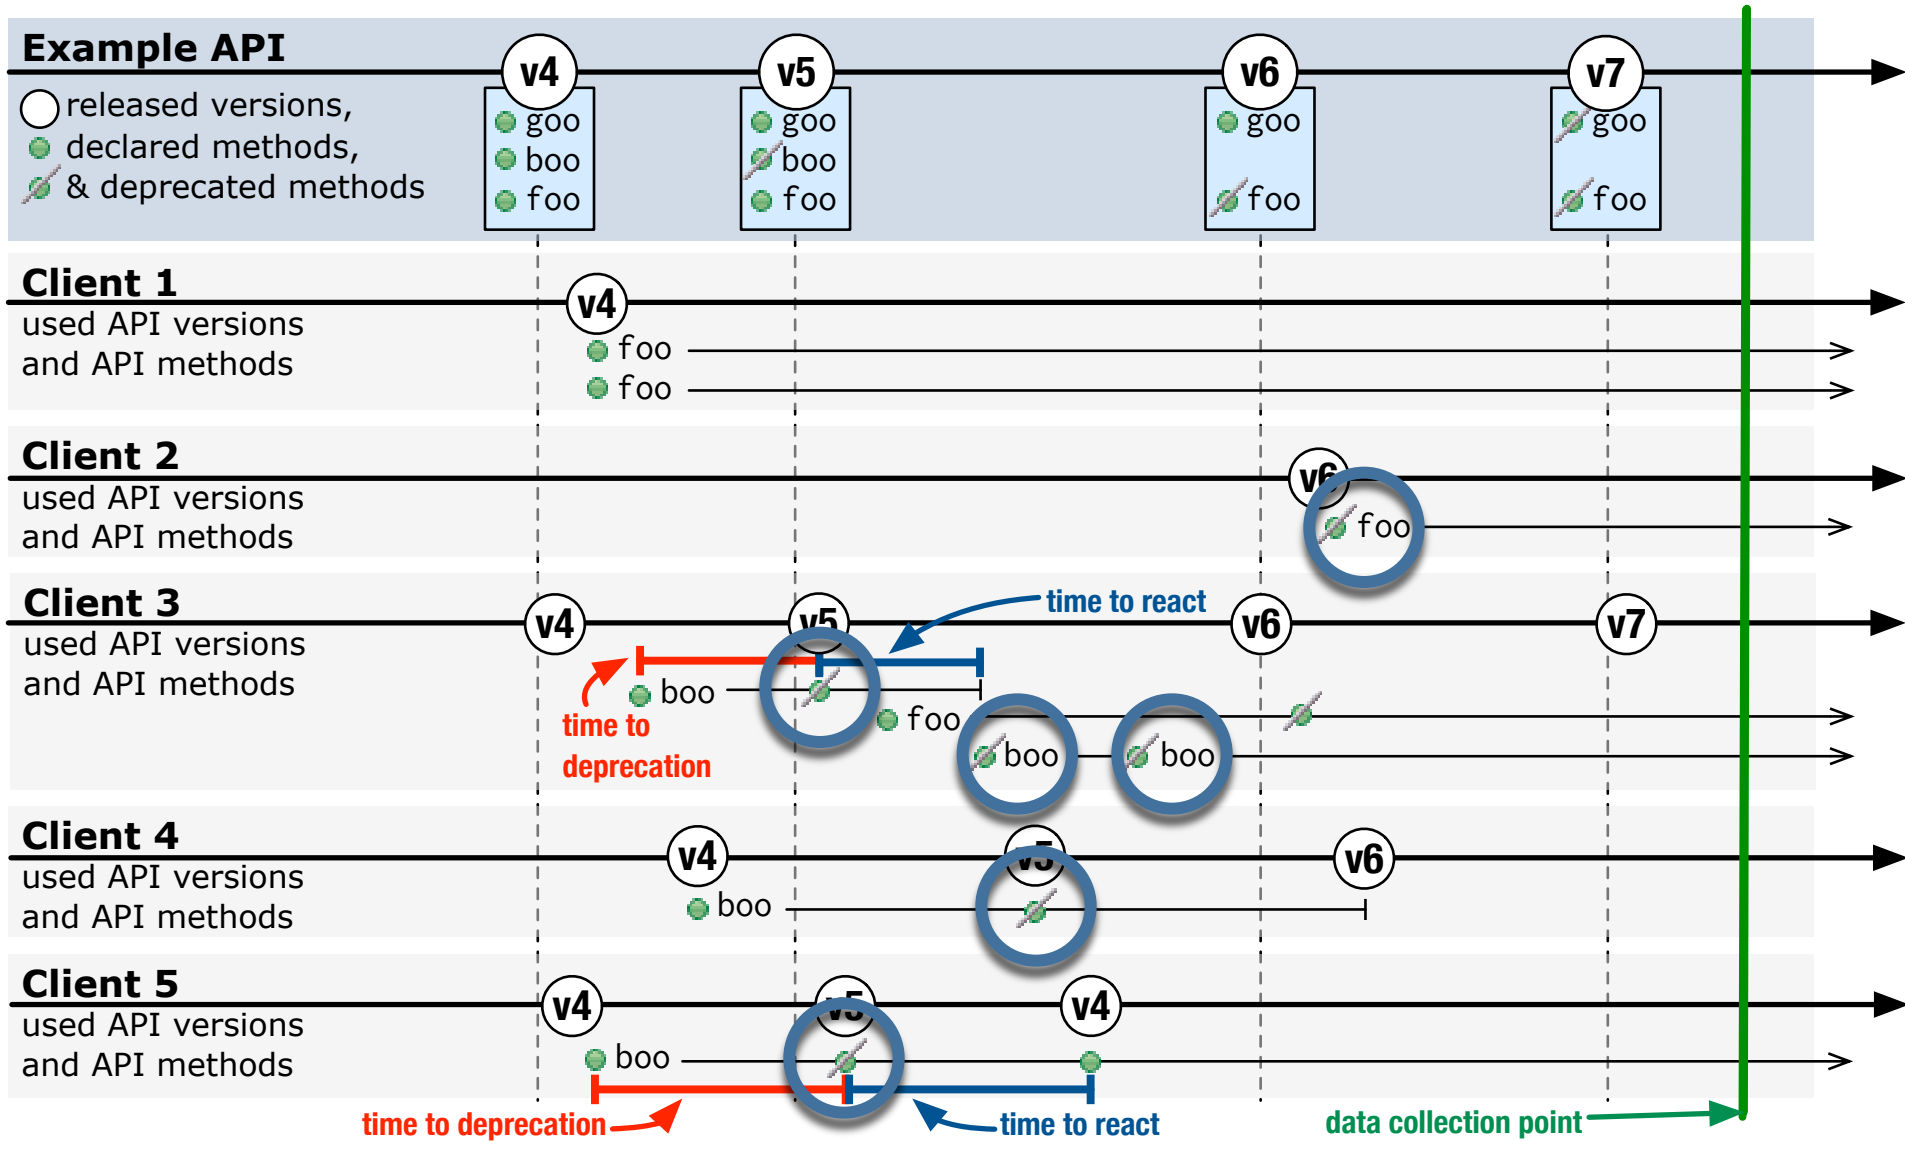 Example API
v4
v5
v6
v7
released versions,
declared methods,
& deprecated methods
goo
boo
foo
goo
boo
foo
goo
foo
goo
foo
Client 1
used API versions
and API methods
v4
foo
foo
Client 2
used API versions
and API methods
v6
foo
Client 3
used API versions
and API methods
v4
v5
v6
v7
time to react
boo
foo
time to
deprecation
boo
boo
Client 4
used API versions
and API methods
v4
v5
v6
boo
Client 5
used API versions
and API methods
v4
v5
v4
boo
time to deprecation
time to react
data collection point